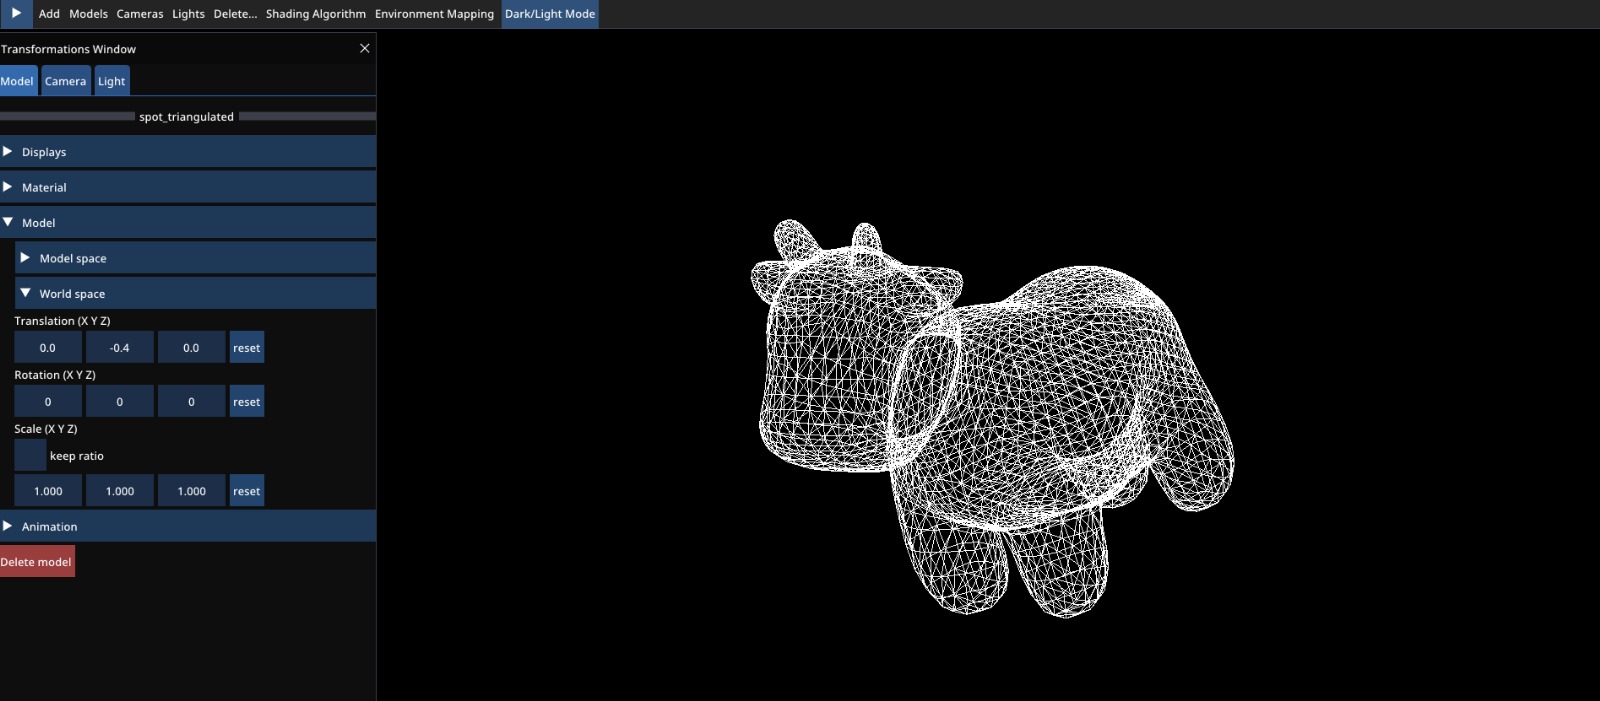 Add Models Cameras Lights Delete... Shading Algorithm Environment Mapping Dark/Light Mode
Transformations Window
Model Camera Light
spot_triangulated
Displays
Material
Model
Model space
World space
Translation (X Y Z)
0.0 -0.4 0.0 reset
Rotation (X Y Z)
0 0 0 reset
Scale (X Y Z)
keep ratio
1.000 1.000 1.000 reset
Animation
Delete model